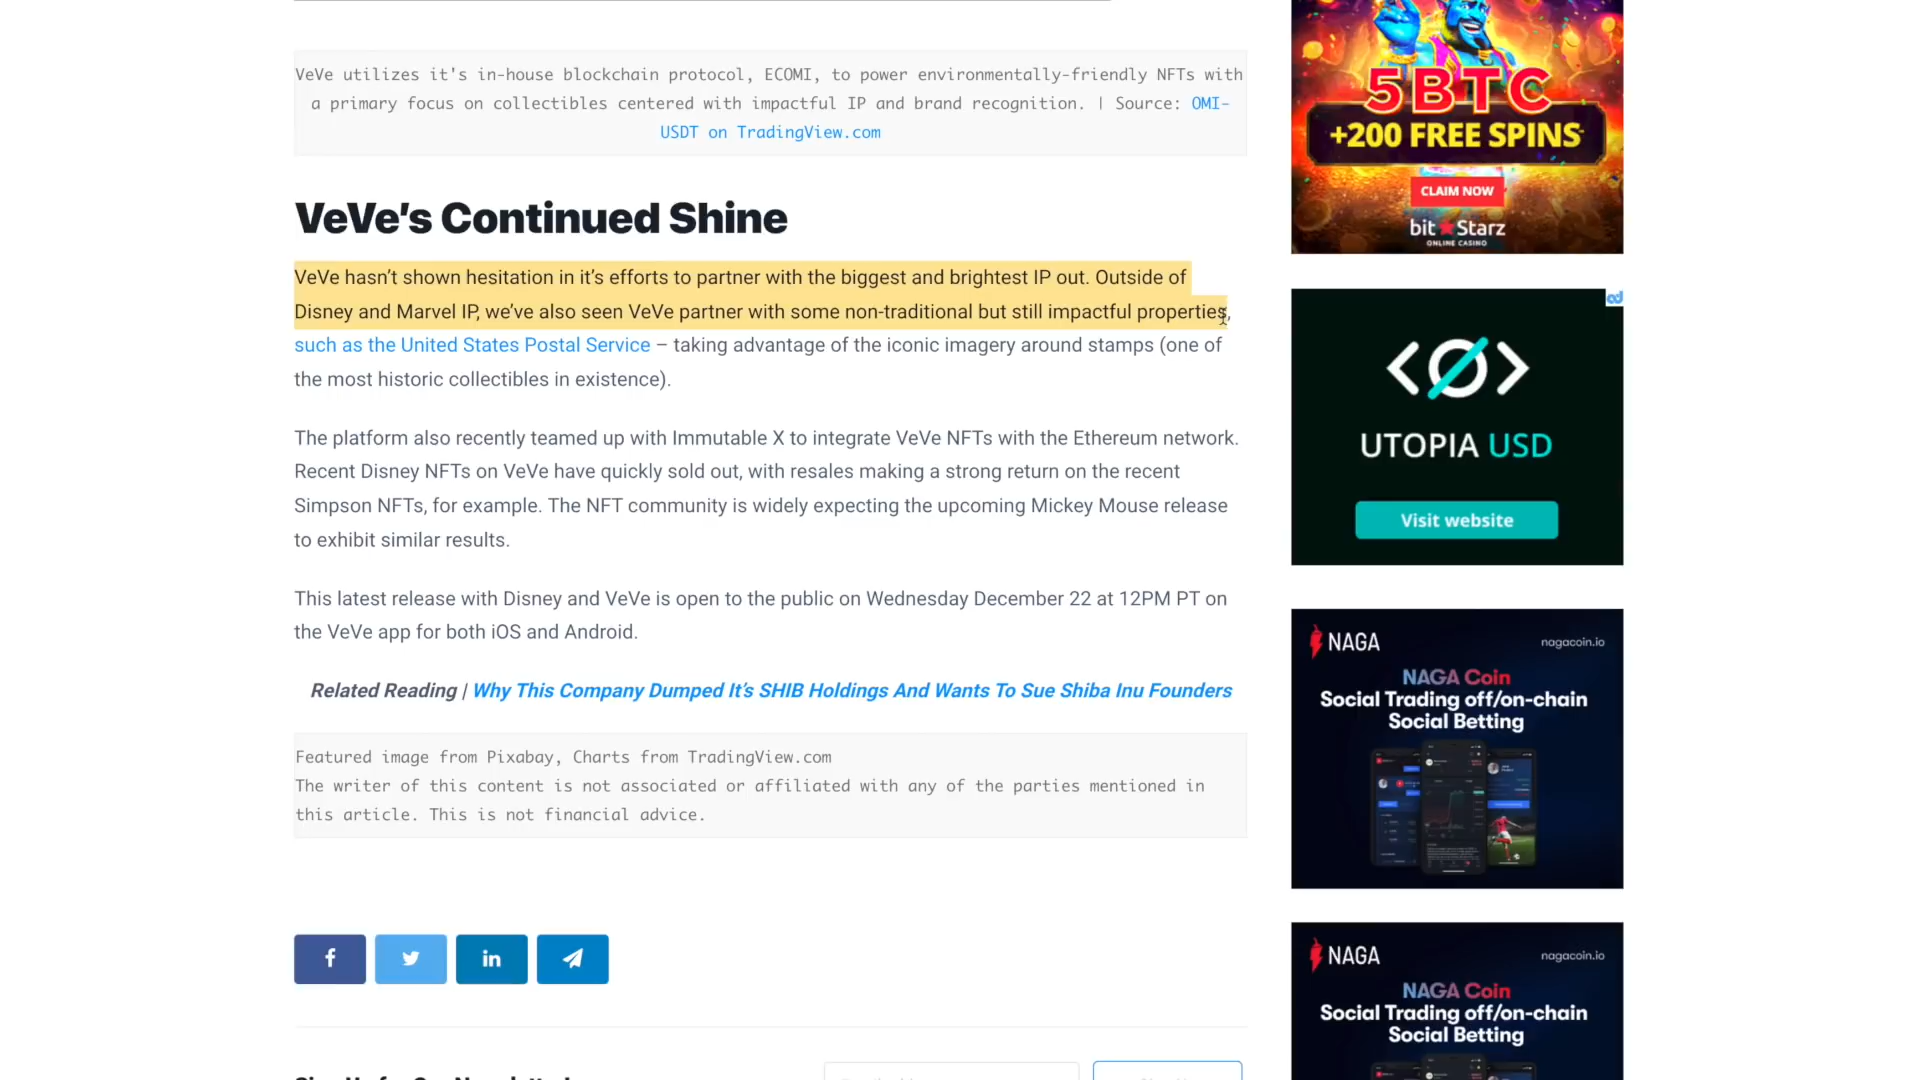 VeVe utilizes it's in-house blockchain protocol, ECOMI, to power environmentally-friendly NFTs with
a primary focus on collectibles centered with impactful IP and brand recognition. | Source: OMI-
USDT on TradingView.com
VeVe's Continued Shine
VeVe hasn’t shown hesitation in it’s efforts to partner with the biggest and brightest IP out. Outside of
Disney and Marvel IP, we’ve also seen VeVe partner with some non-traditional but still impactful properties,
such as the United States Postal Service – taking advantage of the iconic imagery around stamps (one of
the most historic collectibles in existence).
The platform also recently teamed up with Immutable X to integrate VeVe NFTs with the Ethereum network.
Recent Disney NFTs on VeVe have quickly sold out, with resales making a strong return on the recent
Simpson NFTs, for example. The NFT community is widely expecting the upcoming Mickey Mouse release
to exhibit similar results.
This latest release with Disney and VeVe is open to the public on Wednesday December 22 at 12PM PT on
the VeVe app for both iOS and Android.
Related Reading | Why This Company Dumped It’s SHIB Holdings And Wants To Sue Shiba Inu Founders
Featured image from Pixabay, Charts from TradingView.com
The writer of this content is not associated or affiliated with any of the parties mentioned in
this article. This is not financial advice.
5BTC
+200 FREE SPINS
CLAIM NOW
bitStarz
ONLINE CASINO
UTOPIA USD
Visit website
NAGA
nagacoin.io
NAGA Coin
Social Trading off/on-chain
Social Betting
NAGA
nagacoin.io
NAGA Coin
Social Trading off/on-chain
Social Betting